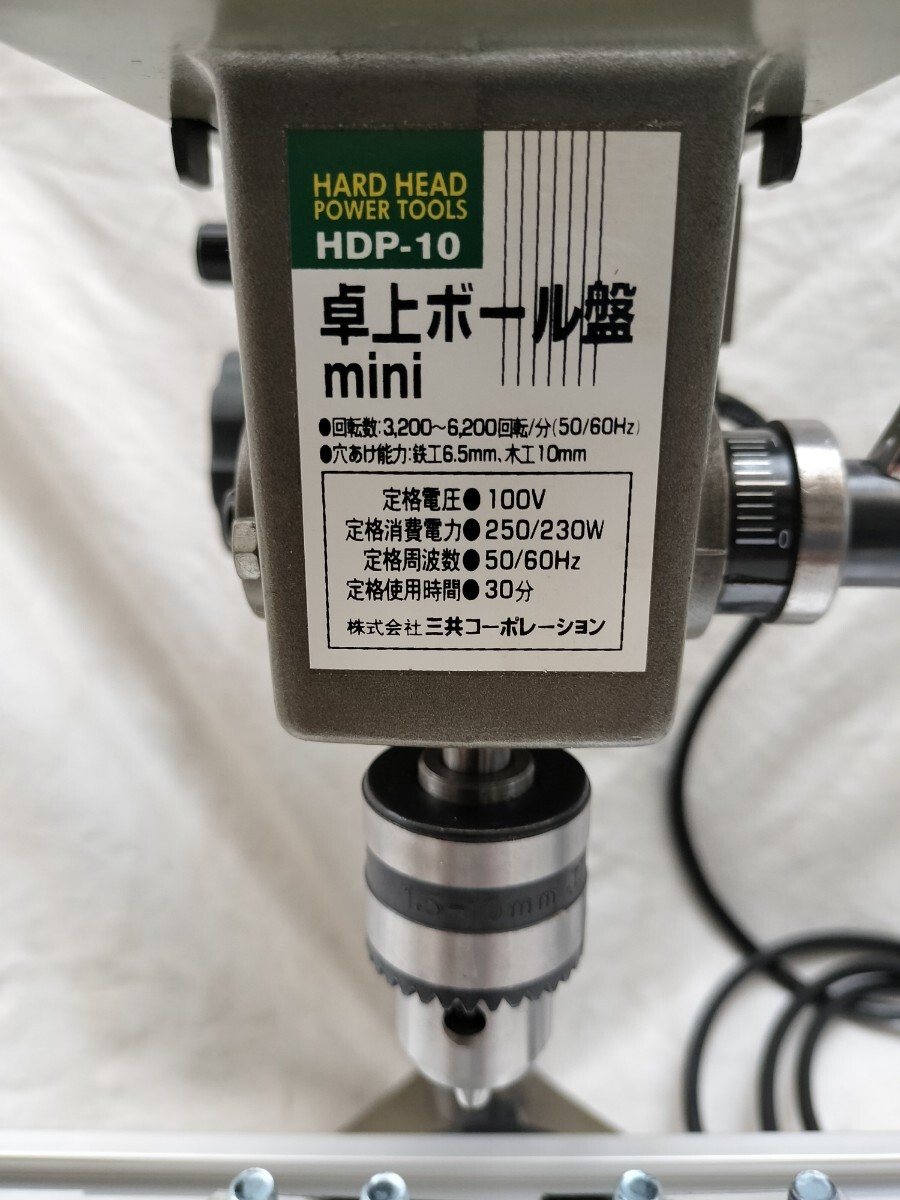 HARD HEAD
POWER TOOLS
HDP-10
卓上ボール盤
mini
●回転数:3,200〜6,200回転/分(50/60Hz)
●穴あけ能力:鉄工6.5mm、木工10mm
定格電圧● 100V
定格消費電力● 250/230W
定格周波数● 50/60Hz
定格使用時間● 30分
株式会社 三共コーポレーション
0
1.5-10mm